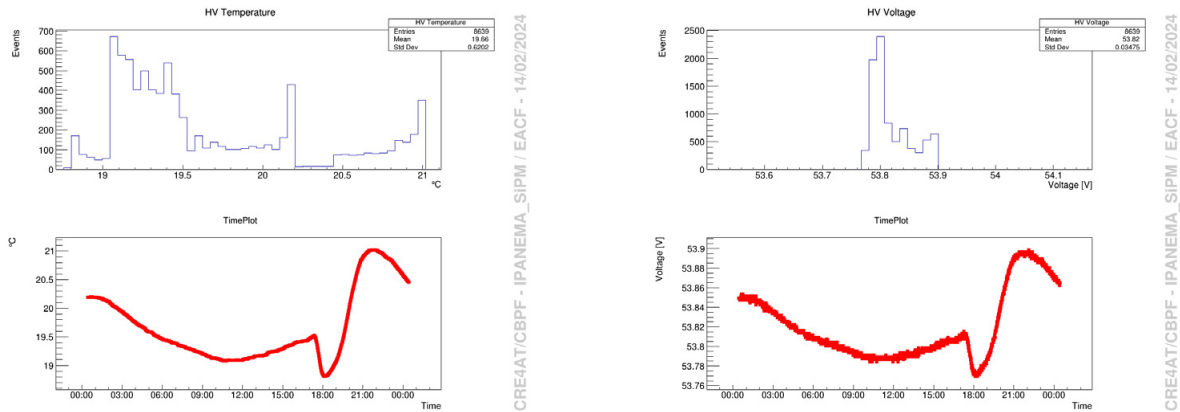 HV Temperature
HV Temperature
Entries 8639
Mean 19.66
Std Dev 0.6202
Events
700
600
500
400
300
200
100
0
19 19.5 20 20.5 21
ºC
TimePlot
ºC
21
20.5
20
19.5
19
00:00 03:00 06:00 09:00 12:00 15:00 18:00 21:00 00:00
Time
CRE4AT/CBPF - IPANEMA_SiPM / EACF - 14/02/2024
HV Voltage
HV Voltage
Entries 8639
Mean 53.82
Std Dev 0.03475
Events
2500
2000
1500
1000
500
0
53.6 53.7 53.8 53.9 54 54.1
Voltage [V]
TimePlot
Voltage [V]
53.9
53.88
53.86
53.84
53.82
53.8
53.78
53.76
00:00 03:00 06:00 09:00 12:00 15:00 18:00 21:00 00:00
Time
CRE4AT/CBPF - IPANEMA_SiPM / EACF - 14/02/2024